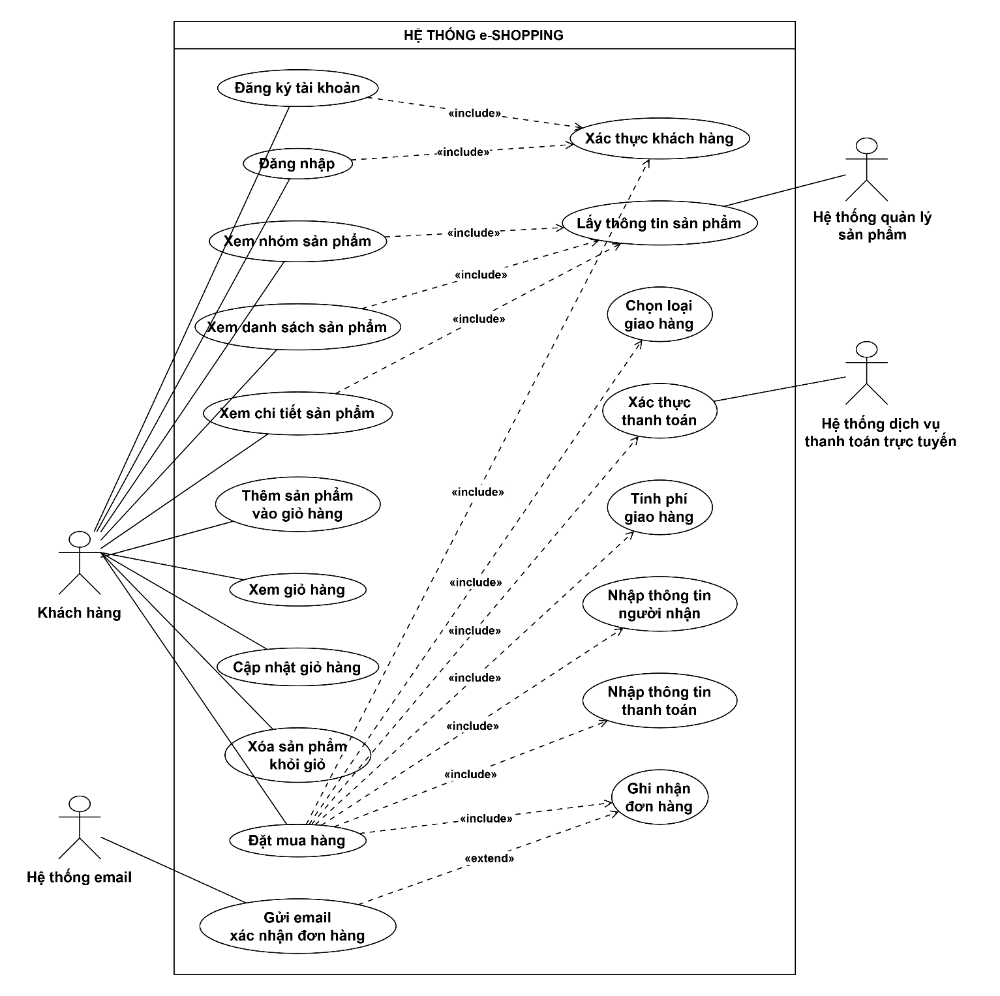 HỆ THỐNG e-SHOPPING
Đăng ký tài khoản
«include»
Xác thực khách hàng
Đăng nhập
«include»
Hệ thống quản lý
sản phẩm
Lấy thông tin sản phẩm
Xem nhóm sản phẩm
«include»
«include»
Chọn loại
giao hàng
Xem danh sách sản phẩm
«include»
Xác thực
thanh toán
Xem chi tiết sản phẩm
Hệ thống dịch vụ
thanh toán trực tuyến
«include»
Thêm sản phẩm
vào giỏ hàng
Tính phí
giao hàng
«include»
Xem giỏ hàng
Nhập thông tin
người nhận
Khách hàng
«include»
Cập nhật giỏ hàng
«include»
Nhập thông tin
thanh toán
«include»
Xóa sản phẩm
khỏi giỏ
«include»
Ghi nhận
đơn hàng
«include»
Đặt mua hàng
«extend»
Hệ thống email
Gửi email
xác nhận đơn hàng